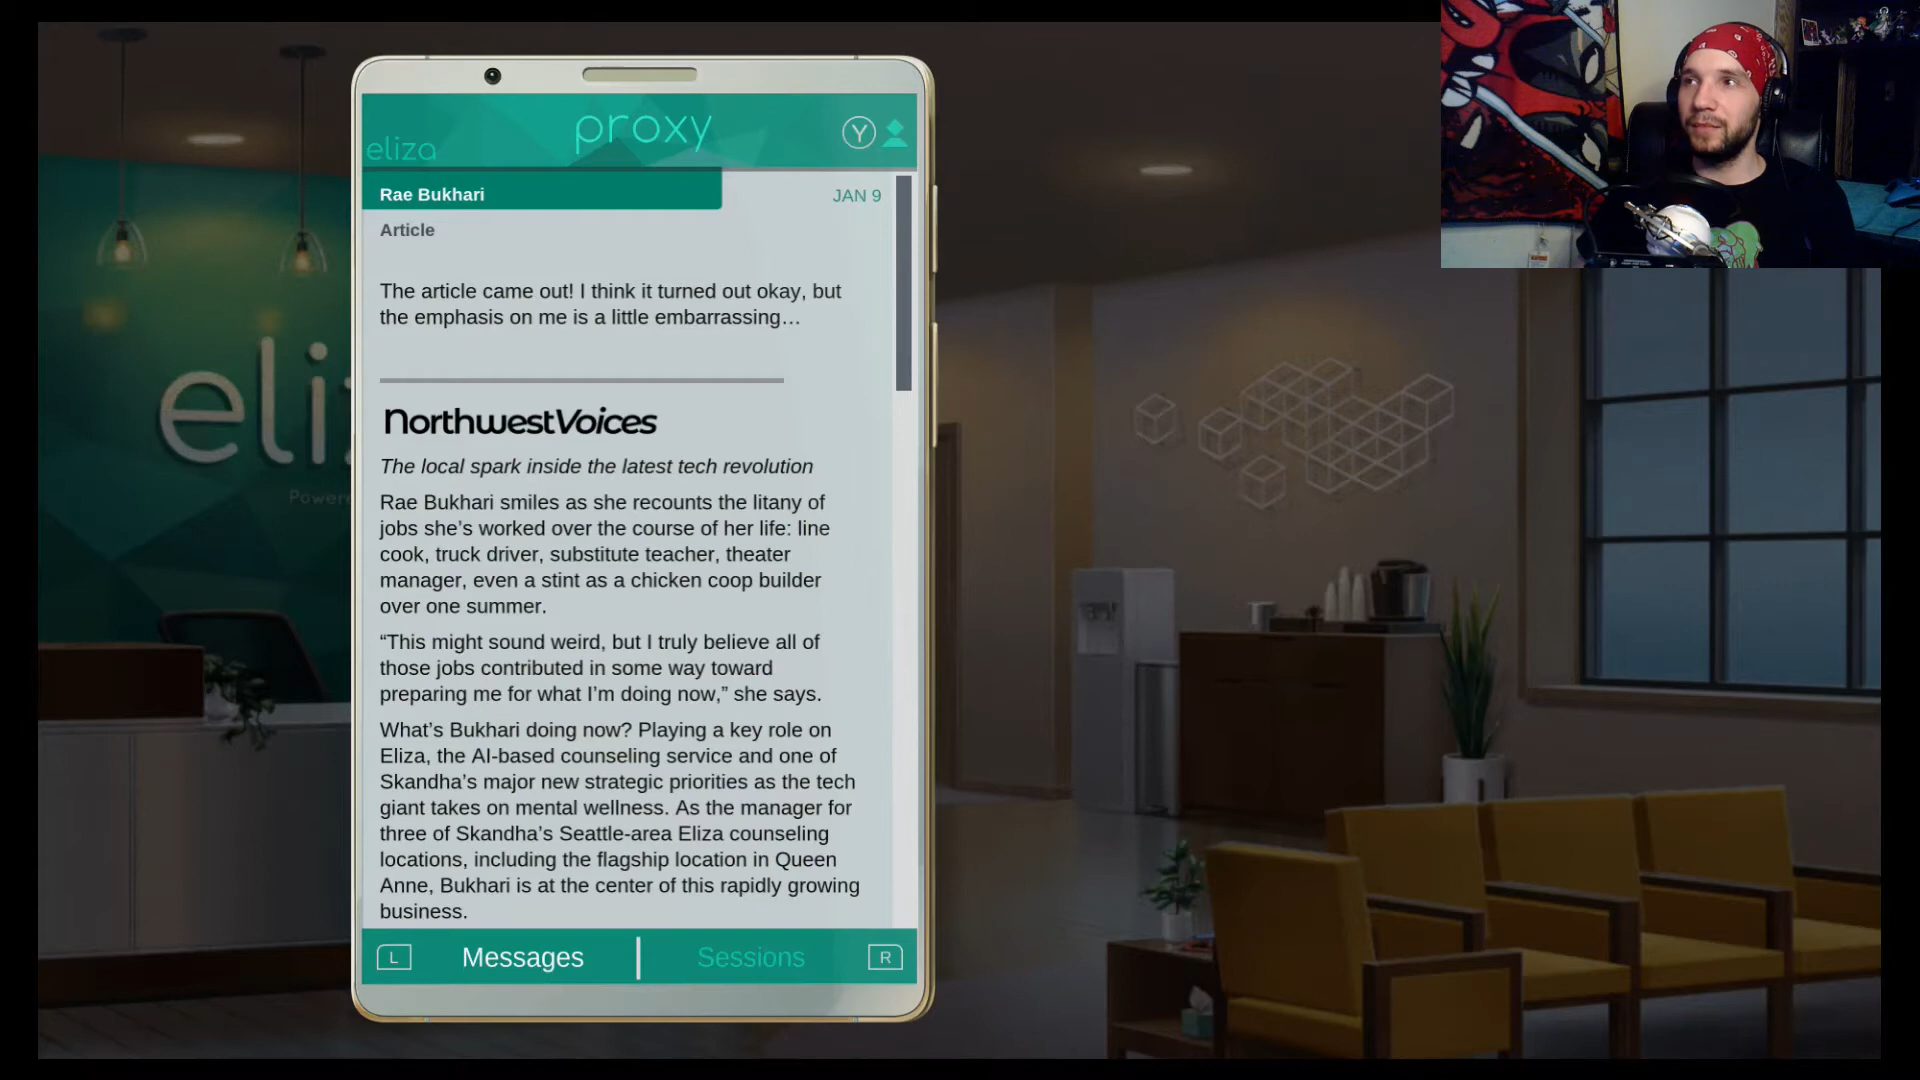 eliza
proxy
Y
Rae Bukhari
JAN 9
Article
The article came out! I think it turned out okay, but
the emphasis on me is a little embarrassing…
NorthwestVoices
The local spark inside the latest tech revolution
Rae Bukhari smiles as she recounts the litany of
jobs she’s worked over the course of her life: line
cook, truck driver, substitute teacher, theater
manager, even a stint as a chicken coop builder
over one summer.
“This might sound weird, but I truly believe all of
those jobs contributed in some way toward
preparing me for what I’m doing now,” she says.
What’s Bukhari doing now? Playing a key role on
Eliza, the AI-based counseling service and one of
Skandha’s major new strategic priorities as the tech
giant takes on mental wellness. As the manager for
three of Skandha’s Seattle-area Eliza counseling
locations, including the flagship location in Queen
Anne, Bukhari is at the center of this rapidly growing
business.
L
Messages
Sessions
R
eli
Powere